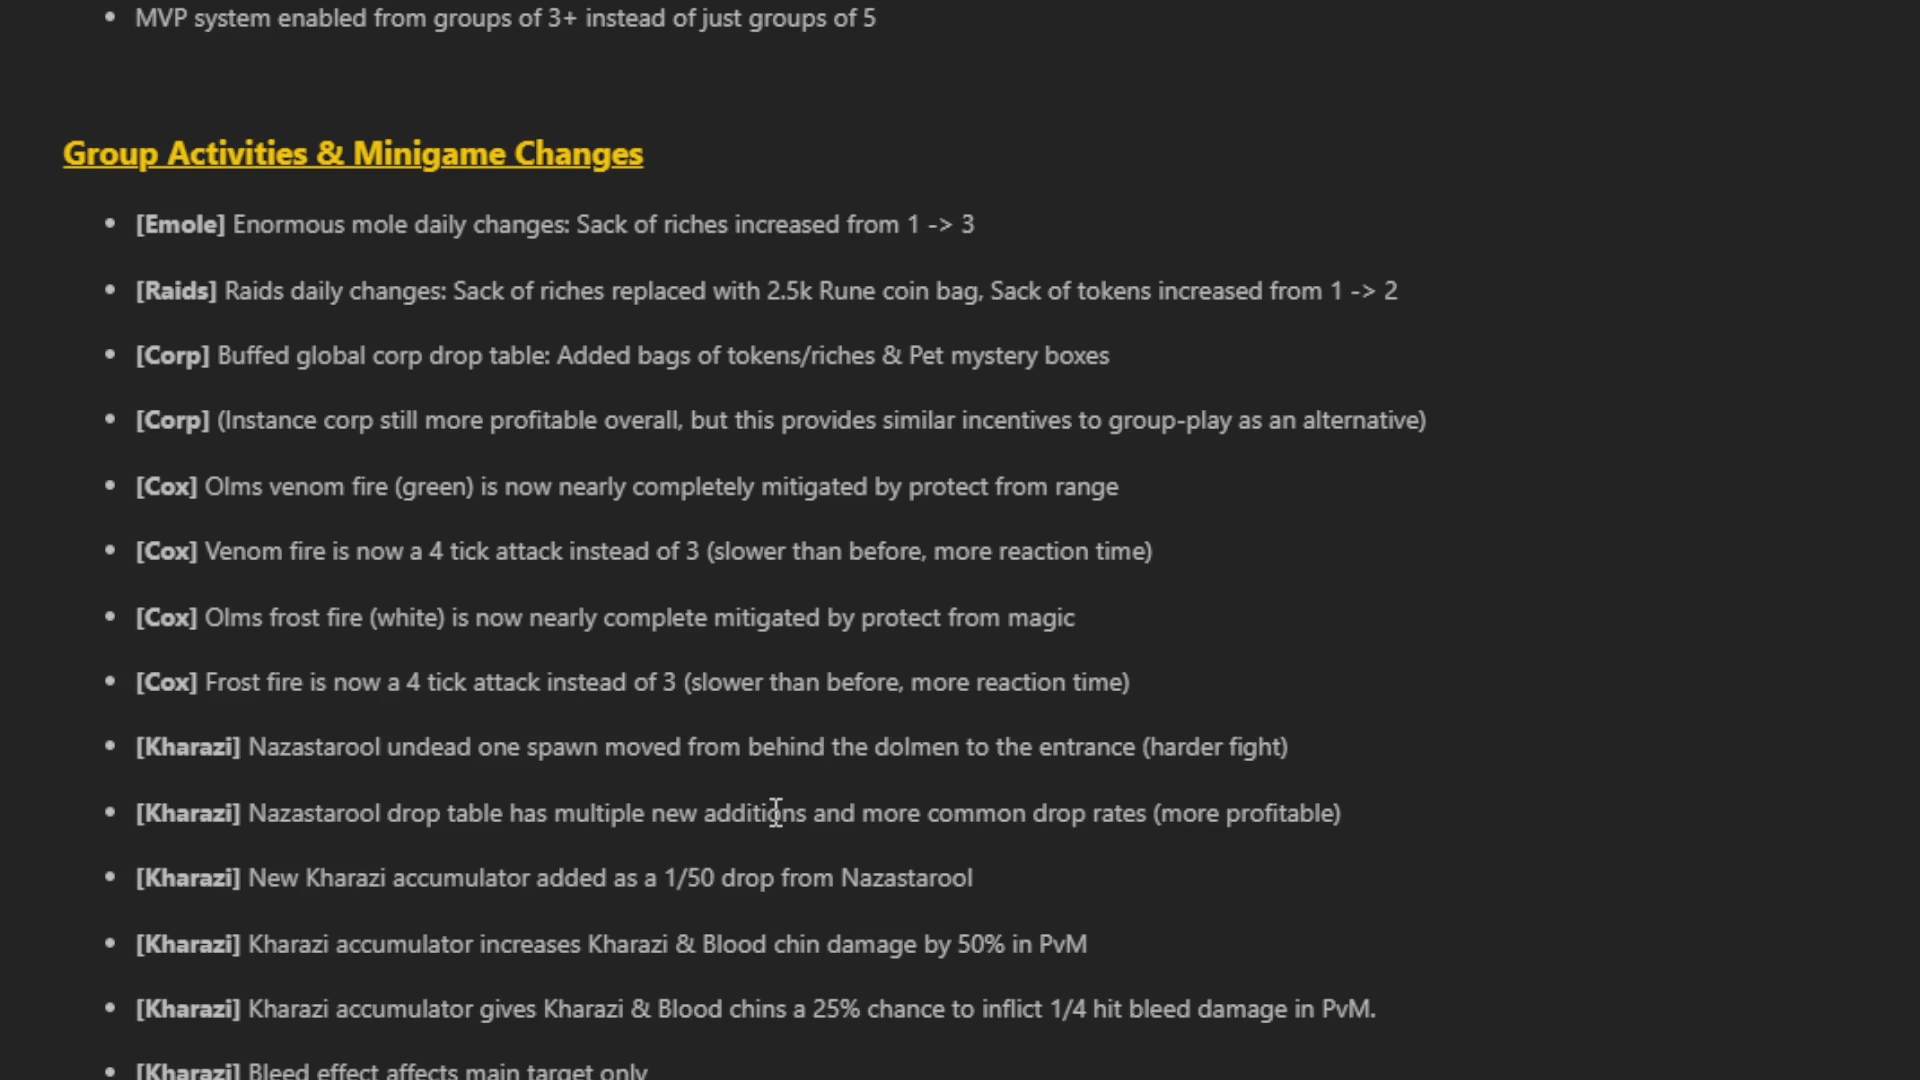 • MVP system enabled from groups of 3+ instead of just groups of 5
Group Activities & Minigame Changes
• [Emole] Enormous mole daily changes: Sack of riches increased from 1 -> 3
• [Raids] Raids daily changes: Sack of riches replaced with 2.5k Rune coin bag, Sack of tokens increased from 1 -> 2
• [Corp] Buffed global corp drop table: Added bags of tokens/riches & Pet mystery boxes
• [Corp] (Instance corp still more profitable overall, but this provides similar incentives to group-play as an alternative)
• [Cox] Olms venom fire (green) is now nearly completely mitigated by protect from range
• [Cox] Venom fire is now a 4 tick attack instead of 3 (slower than before, more reaction time)
• [Cox] Olms frost fire (white) is now nearly complete mitigated by protect from magic
• [Cox] Frost fire is now a 4 tick attack instead of 3 (slower than before, more reaction time)
• [Kharazi] Nazastarool undead one spawn moved from behind the dolmen to the entrance (harder fight)
• [Kharazi] Nazastarool drop table has multiple new additions and more common drop rates (more profitable)
• [Kharazi] New Kharazi accumulator added as a 1/50 drop from Nazastarool
• [Kharazi] Kharazi accumulator increases Kharazi & Blood chin damage by 50% in PvM
• [Kharazi] Kharazi accumulator gives Kharazi & Blood chins a 25% chance to inflict 1/4 hit bleed damage in PvM.
• [Kharazi] Bleed effect affects main target only